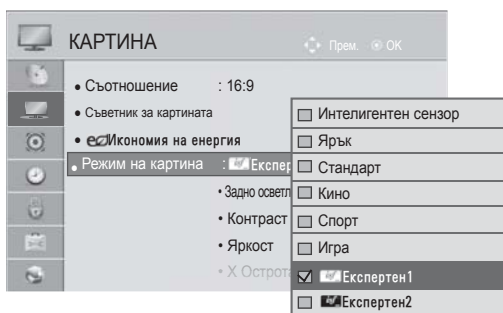 КАРТИНА
Прем. OK
• Съотношение : 16:9
• Съветник за картината
• Икономия на енергия
• Режим на картина : Експер
• Задно осветл
• Контраст
• Яркост
• X Острота
Интелигентен сензор
Ярък
Стандарт
Кино
Спорт
Игра
Експертен1
Експертен2